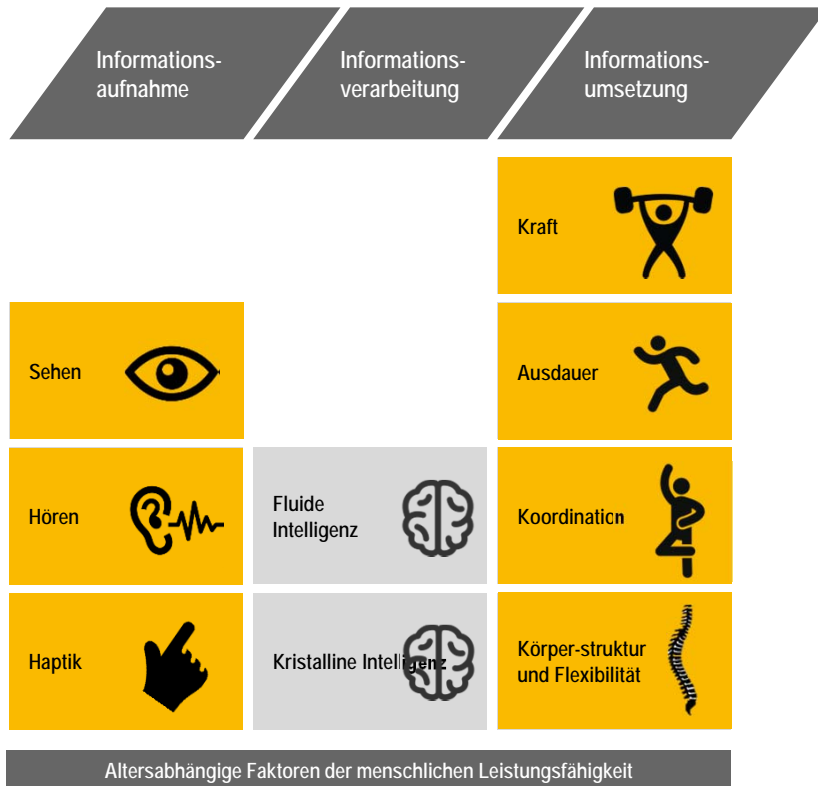 Informations-
aufnahme
Informations-
verarbeitung
Informations-
umsetzung
Kraft
Sehen
Ausdauer
Hören
Fluide
Intelligenz
Koordination
Haptik
Kristalline Intelligenz
Körper-struktur
und Flexibilität
Altersabhängige Faktoren der menschlichen Leistungsfähigkeit